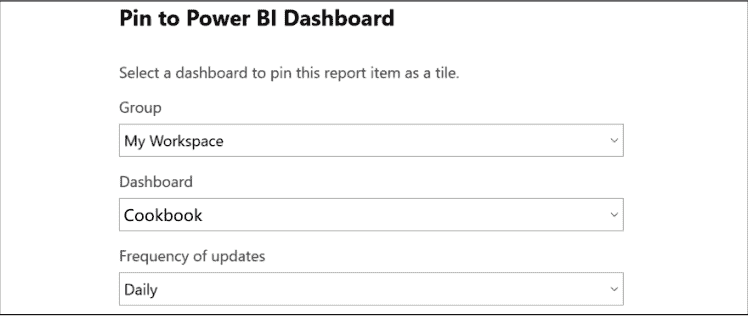 Pin to Power BI Dashboard
Select a dashboard to pin this report item as a tile.
Group
My Workspace
Dashboard
Cookbook
Frequency of updates
Daily